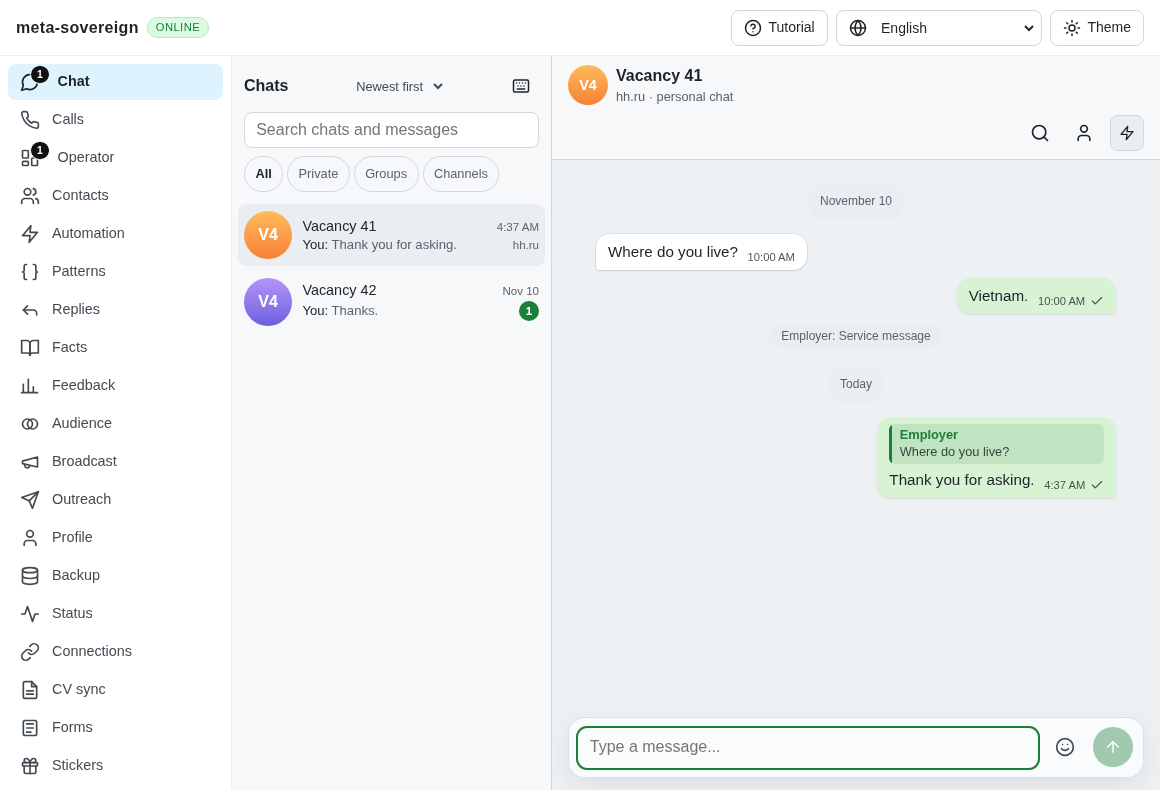 meta-sovereign ONLINE
Tutorial
English
Theme
1 Chat
Calls
1 Operator
Contacts
Automation
Patterns
Replies
Facts
Feedback
Audience
Broadcast
Outreach
Profile
Backup
Status
Connections
CV sync
Forms
Stickers
Chats
Newest first
Search chats and messages
All Private Groups Channels
V4
Vacancy 41 4:37 AM
You: Thank you for asking. hh.ru
V4
Vacancy 42 Nov 10
You: Thanks. 1
V4
Vacancy 41
hh.ru · personal chat
November 10
Where do you live? 10:00 AM
Vietnam. 10:00 AM
Employer: Service message
Today
Employer
Where do you live?
Thank you for asking. 4:37 AM
Type a message...